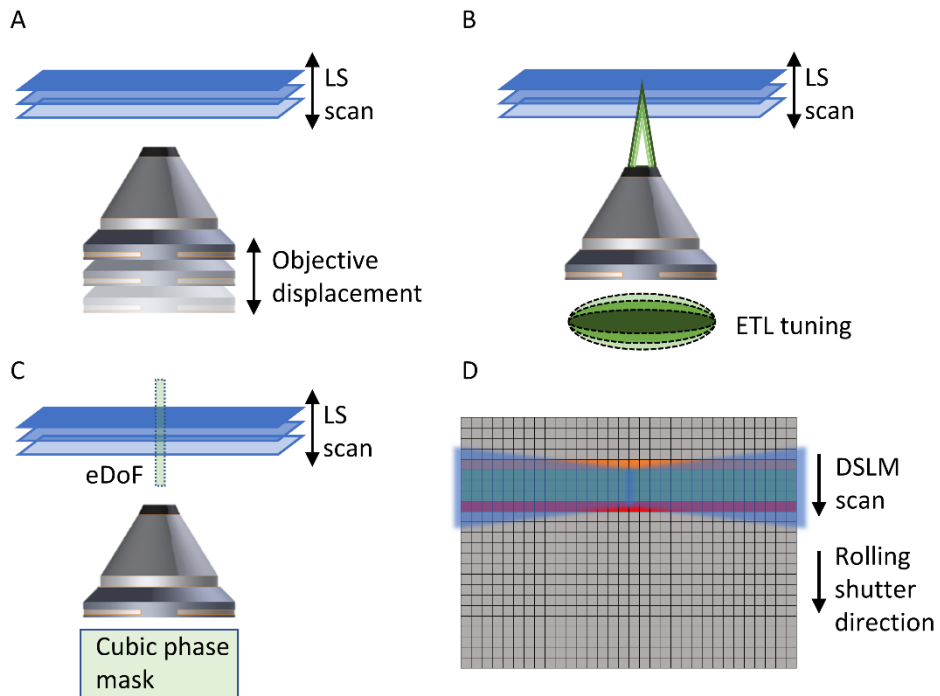 A
LS
scan
Objective
displacement
B
LS
scan
ETL tuning
C
LS
scan
eDoF
Cubic phase
mask
D
DSLM
scan
Rolling
shutter
direction